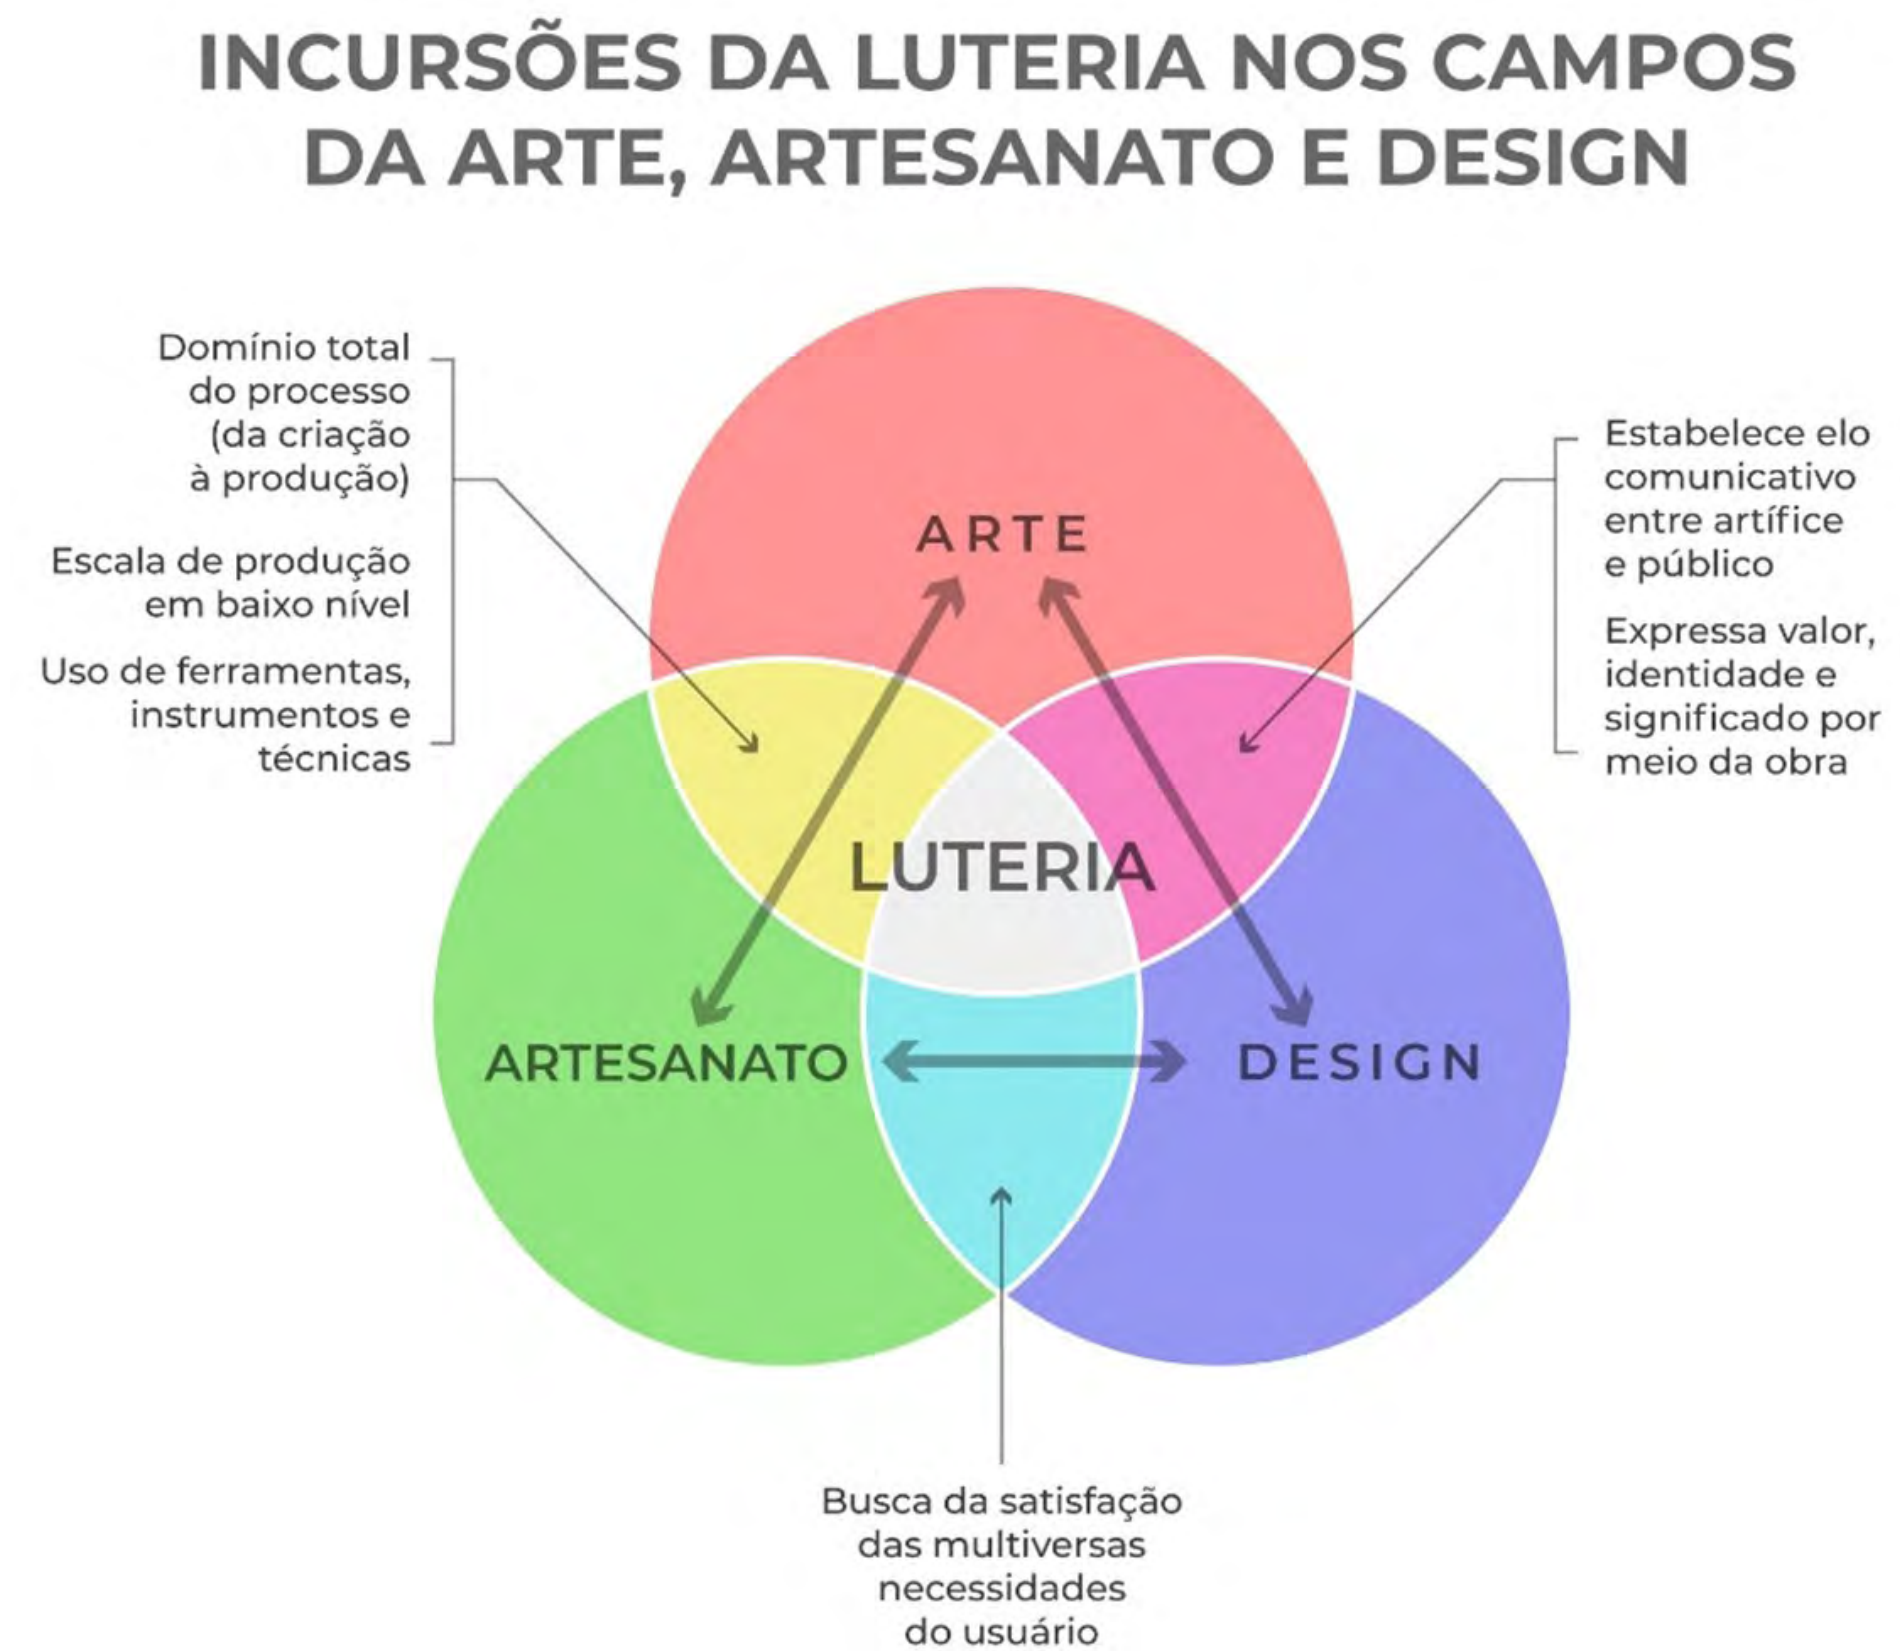 INCURSÕES DA LUTERIA NOS CAMPOS
DA ARTE, ARTESANATO E DESIGN
Domínio total
do processo
(da criação
à produção)
Escala de produção
em baixo nível
Uso de ferramentas,
instrumentos e
técnicas
Estabelece elo
comunicativo
entre artífice
e público
Expressa valor,
identidade e
significado por
meio da obra
ARTE
LUTERIA
ARTESANATO
DESIGN
Busca da satisfação
das multiversas
necessidades
do usuário